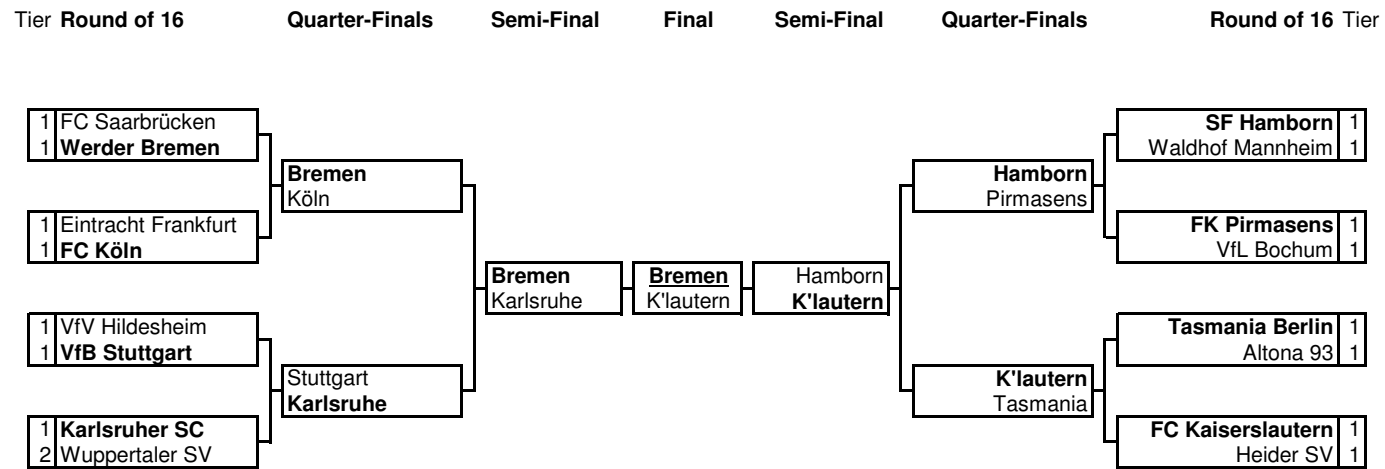 Tier Round of 16 Quarter-Finals Semi-Final Final Semi-Final Quarter-Finals Round of 16 Tier
1 FC Saarbrücken
1 Werder Bremen
Bremen
Köln
1 Eintracht Frankfurt
1 FC Köln
1 VfV Hildesheim
1 VfB Stuttgart
Stuttgart
Karlsruhe
1 Karlsruher SC
2 Wuppertaler SV
Bremen
Karlsruhe
Bremen
K'lautern
Hamborn
K'lautern
SF Hamborn 1
Waldhof Mannheim 1
Hamborn
Pirmasens
FK Pirmasens 1
VfL Bochum 1
Tasmania Berlin 1
Altona 93 1
K'lautern
Tasmania
FC Kaiserslautern 1
Heider SV 1